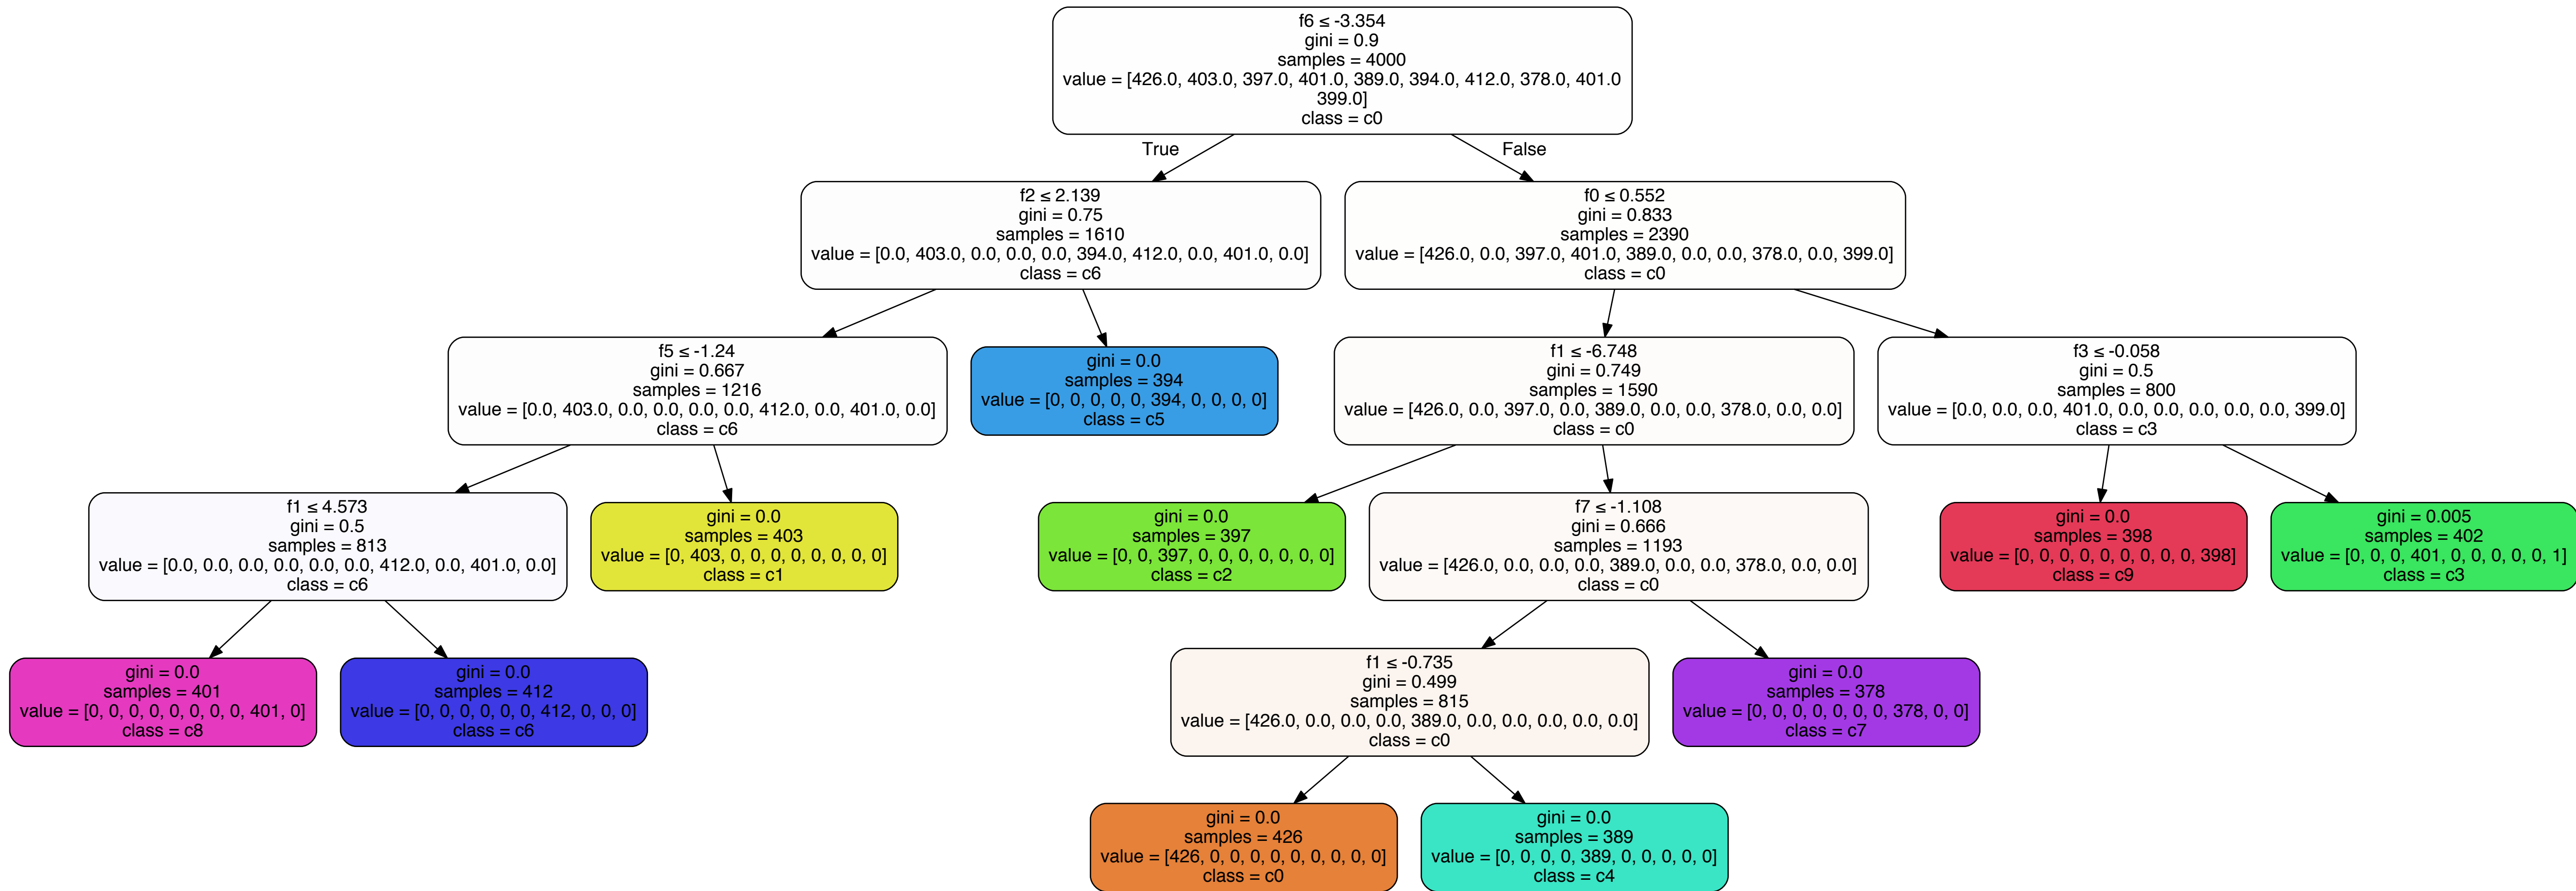 f6 ≤ -3.354
gini = 0.9
samples = 4000
value = [426.0, 403.0, 397.0, 401.0, 389.0, 394.0, 412.0, 378.0, 401.0
399.0]
class = c0
True
False
f2 ≤ 2.139
gini = 0.75
samples = 1610
value = [0.0, 403.0, 0.0, 0.0, 0.0, 394.0, 412.0, 0.0, 401.0, 0.0]
class = c6
f0 ≤ 0.552
gini = 0.833
samples = 2390
value = [426.0, 0.0, 397.0, 401.0, 389.0, 0.0, 0.0, 378.0, 0.0, 399.0]
class = c0
f5 ≤ -1.24
gini = 0.667
samples = 1216
value = [0.0, 403.0, 0.0, 0.0, 0.0, 0.0, 412.0, 0.0, 401.0, 0.0]
class = c6
gini = 0.0
samples = 394
value = [0, 0, 0, 0, 0, 394, 0, 0, 0, 0]
class = c5
f1 ≤ -6.748
gini = 0.749
samples = 1590
value = [426.0, 0.0, 397.0, 0.0, 389.0, 0.0, 0.0, 378.0, 0.0, 0.0]
class = c0
f3 ≤ -0.058
gini = 0.5
samples = 800
value = [0.0, 0.0, 0.0, 401.0, 0.0, 0.0, 0.0, 0.0, 0.0, 399.0]
class = c3
f1 ≤ 4.573
gini = 0.5
samples = 813
value = [0.0, 0.0, 0.0, 0.0, 0.0, 0.0, 412.0, 0.0, 401.0, 0.0]
class = c6
gini = 0.0
samples = 403
value = [0, 403, 0, 0, 0, 0, 0, 0, 0, 0]
class = c1
gini = 0.0
samples = 397
value = [0, 0, 397, 0, 0, 0, 0, 0, 0, 0]
class = c2
f7 ≤ -1.108
gini = 0.666
samples = 1193
value = [426.0, 0.0, 0.0, 0.0, 389.0, 0.0, 0.0, 378.0, 0.0, 0.0]
class = c0
gini = 0.0
samples = 398
value = [0, 0, 0, 0, 0, 0, 0, 0, 0, 398]
class = c9
gini = 0.005
samples = 402
value = [0, 0, 0, 401, 0, 0, 0, 0, 0, 1]
class = c3
gini = 0.0
samples = 401
value = [0, 0, 0, 0, 0, 0, 0, 0, 401, 0]
class = c8
gini = 0.0
samples = 412
value = [0, 0, 0, 0, 0, 0, 412, 0, 0, 0]
class = c6
f1 ≤ -0.735
gini = 0.499
samples = 815
value = [426.0, 0.0, 0.0, 0.0, 389.0, 0.0, 0.0, 0.0, 0.0, 0.0]
class = c0
gini = 0.0
samples = 378
value = [0, 0, 0, 0, 0, 0, 0, 378, 0, 0]
class = c7
gini = 0.0
samples = 426
value = [426, 0, 0, 0, 0, 0, 0, 0, 0, 0]
class = c0
gini = 0.0
samples = 389
value = [0, 0, 0, 0, 389, 0, 0, 0, 0, 0]
class = c4